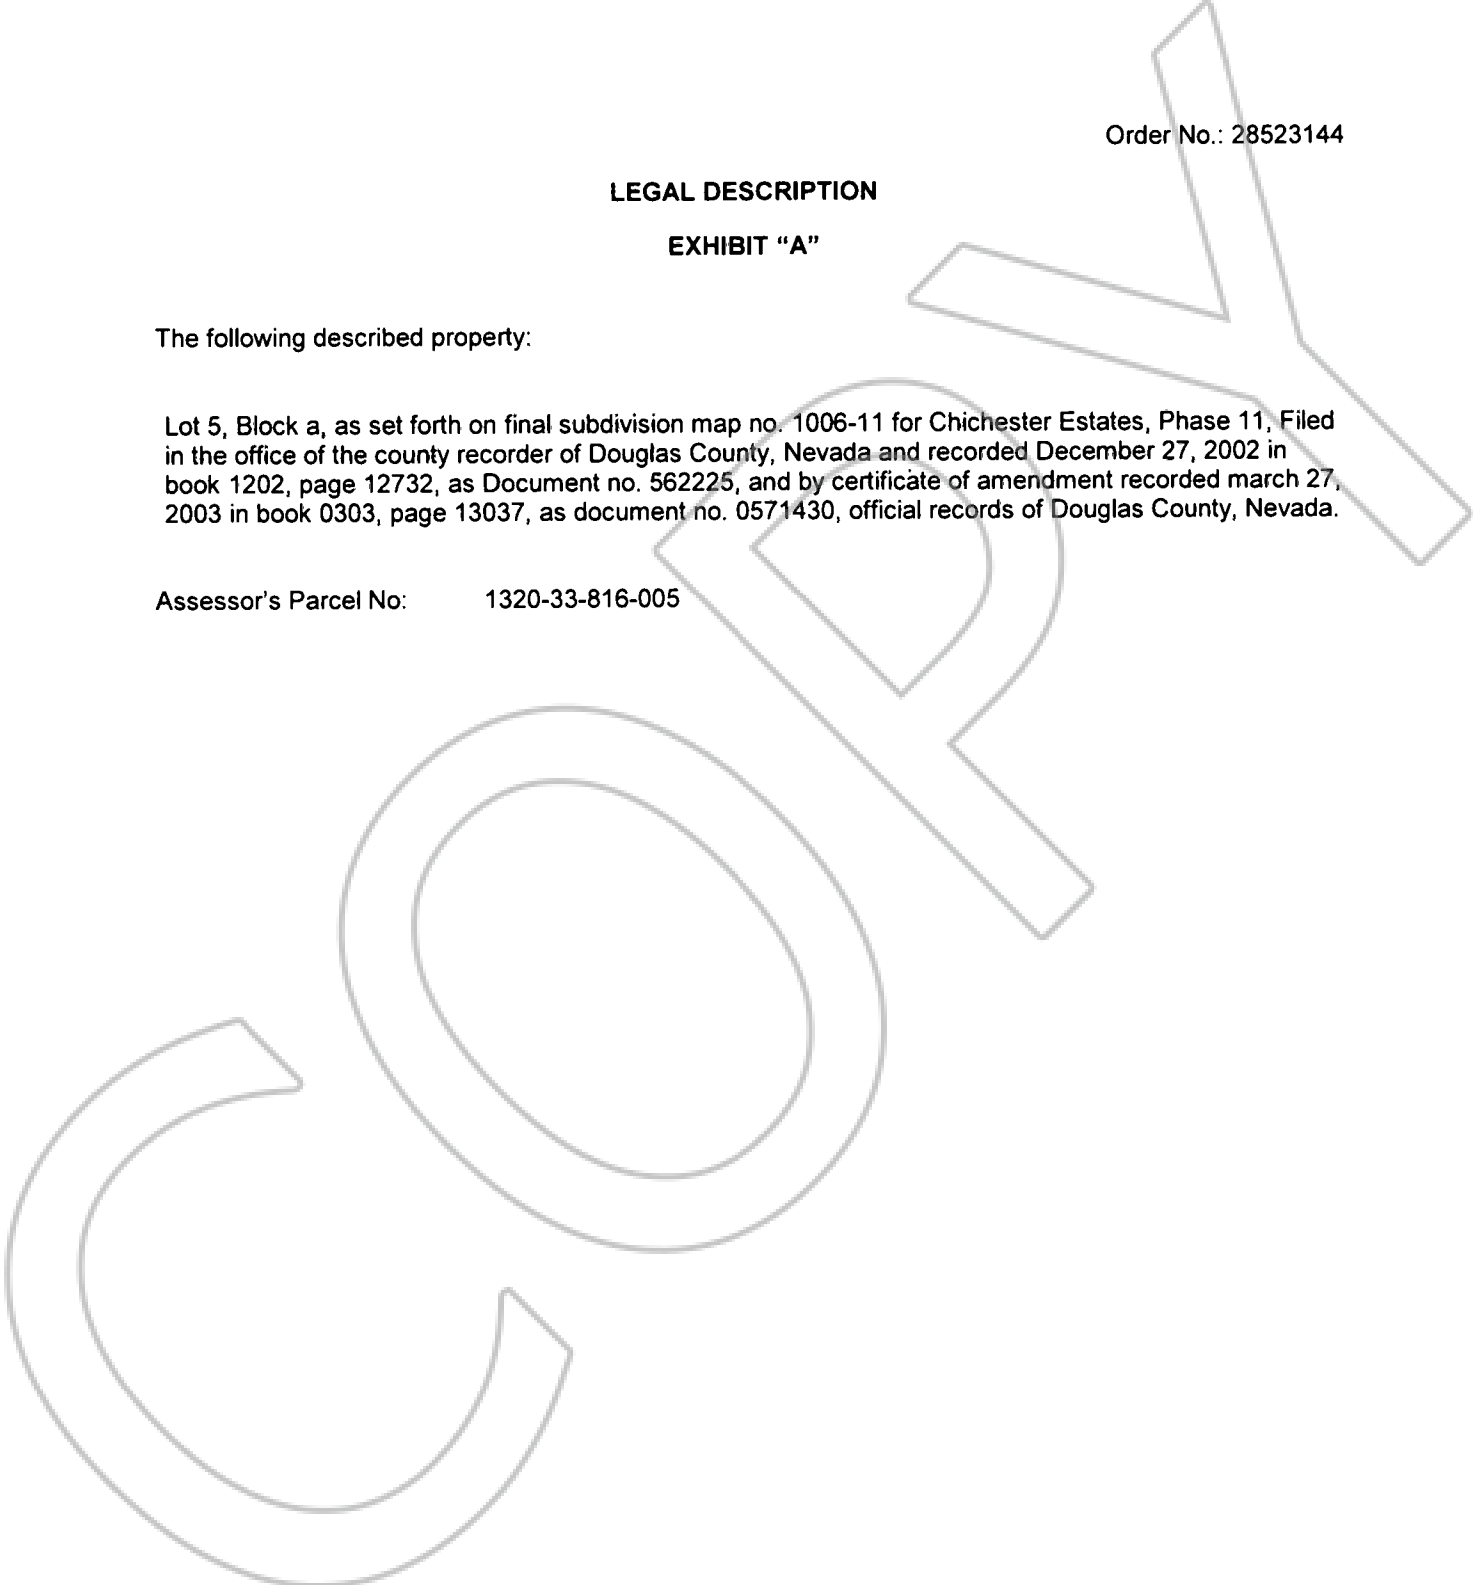 Order No.: 28523144
LEGAL DESCRIPTION
EXHIBIT “A”
The following described property:
Lot 5, Block a, as set forth on final subdivision map no. 1006-11 for Chichester Estates, Phase 11, Filed
in the office of the county recorder of Douglas County, Nevada and recorded December 27, 2002 in
book 1202, page 12732, as Document no. 562225, and by certificate of amendment recorded march 27,
2003 in book 0303, page 13037, as document no. 0571430, official records of Douglas County, Nevada.
Assessor’s Parcel No: 1320-33-816-005
COPY